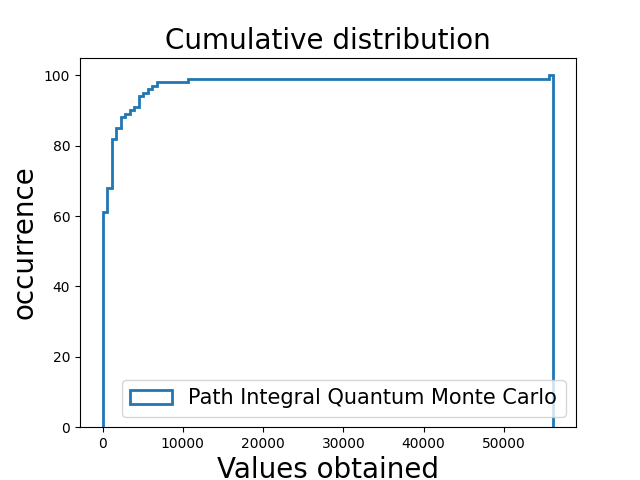 Cumulative distribution
100
80
60
40
20
0
occurrence
Path Integral Quantum Monte Carlo
0 10000 20000 30000 40000 50000
Values obtained